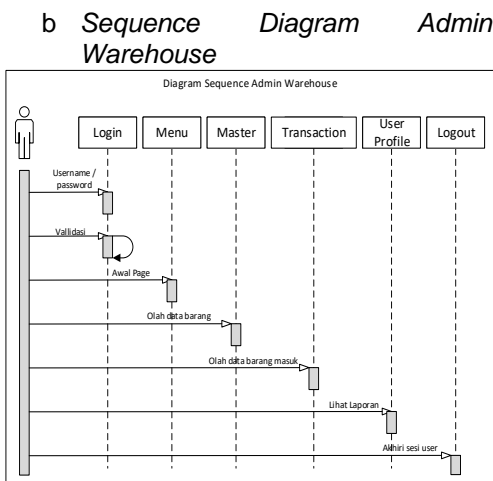 b Sequence Diagram Admin
Warehouse
Diagram Sequence Admin Warehouse
Login
Menu
Master
Transaction
User
Profile
Logout
Username /
password
Vallidasi
Awal Page
Olah data barang
Olah data barang masuk
Lihat Laporan
Akhiri sesi user